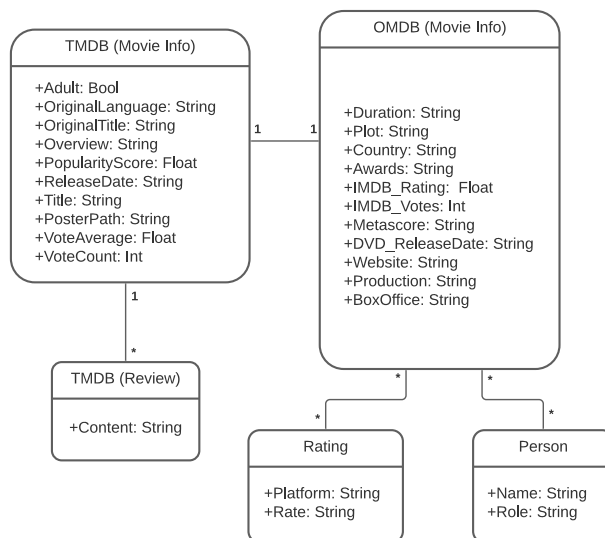 TMDB (Movie Info)
+Adult: Bool
+OriginalLanguage: String
+OriginalTitle: String
+Overview: String
+PopularityScore: Float
+ReleaseDate: String
+Title: String
+PosterPath: String
+VoteAverage: Float
+VoteCount: Int
1
1
OMDB (Movie Info)
+Duration: String
+Plot: String
+Country: String
+Awards: String
+IMDB_Rating: Float
+IMDB_Votes: Int
+Metascore: String
+DVD_ReleaseDate: String
+Website: String
+Production: String
+BoxOffice: String
1
*
TMDB (Review)
+Content: String
*
*
*
*
Rating
+Platform: String
+Rate: String
Person
+Name: String
+Role: String